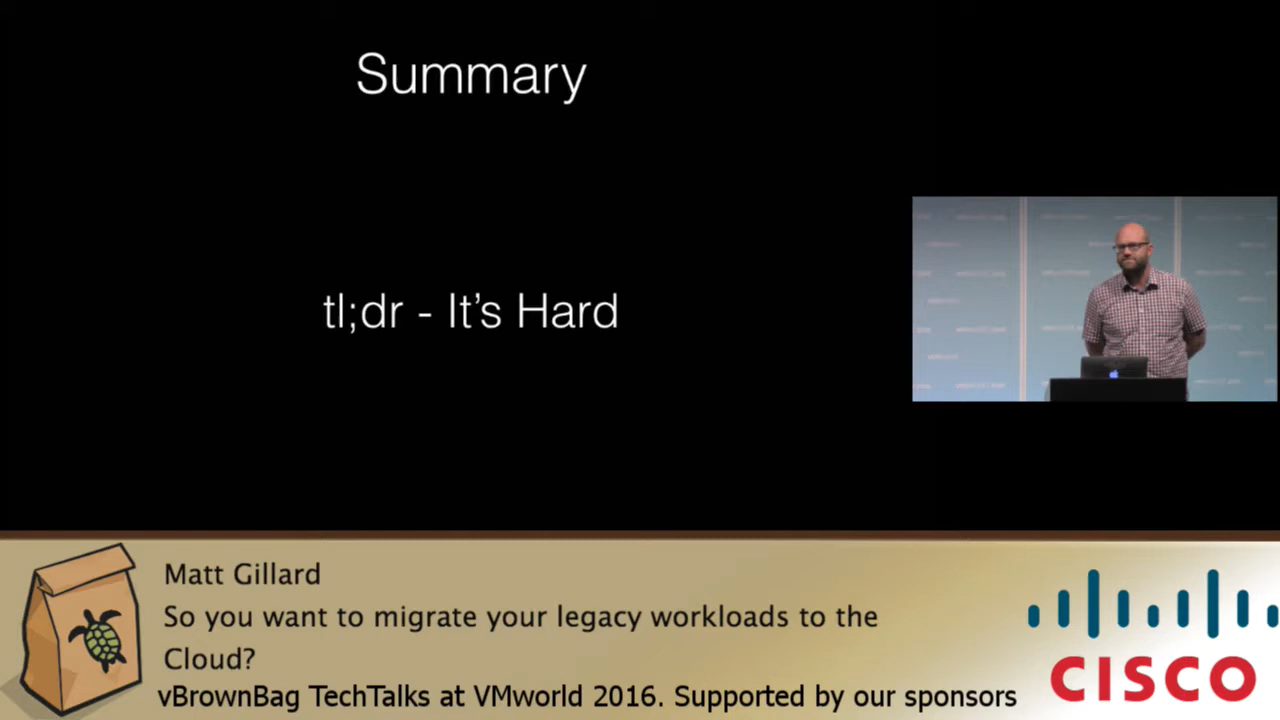 Summary
tl;dr - It's Hard
Matt Gillard
So you want to migrate your legacy workloads to the
Cloud?
vBrownBag TechTalks at VMworld 2016. Supported by our sponsors
CISCO